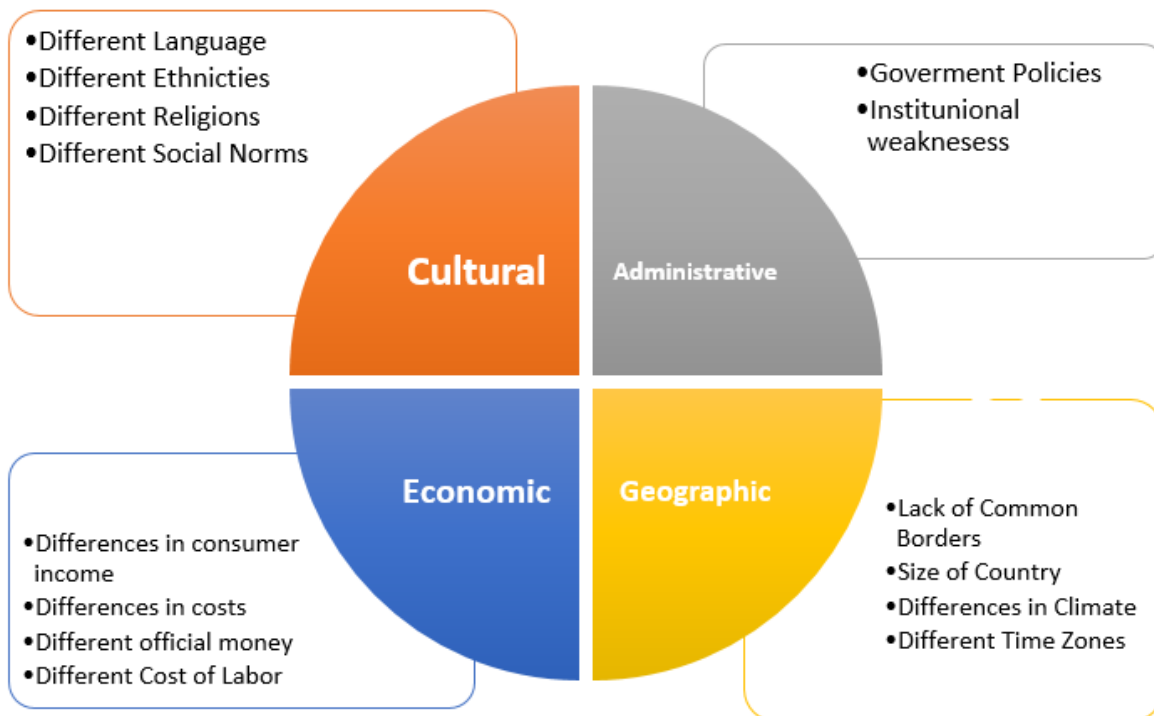 •Different Language
•Different Ethnicties
•Different Religions
•Different Social Norms
•Goverment Policies
•Institunional
weaknesess
Cultural
Administrative
Economic
Geographic
•Differences in consumer
income
•Differences in costs
•Different official money
•Different Cost of Labor
•Lack of Common
Borders
•Size of Country
•Differences in Climate
•Different Time Zones